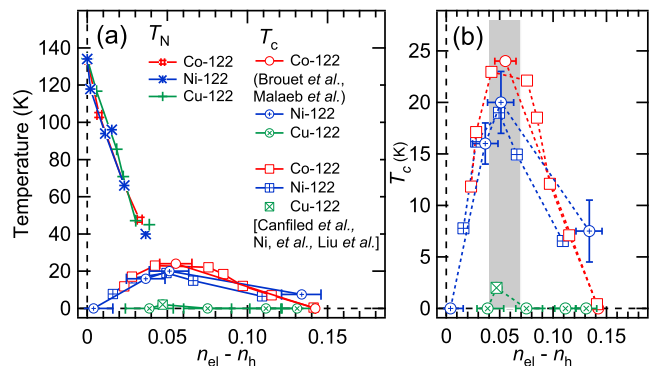 (a)
T_N
T_c
Co-122
Ni-122
Cu-122
Co-122
(Brouet et al.,
Malaeb et al.)
Ni-122
Cu-122
Co-122
Ni-122
Cu-122
[Canfiled et al.,
Ni, et al., Liu et al.]
Temperature (K)
140
120
100
80
60
40
20
0
0
0.05
0.10
0.15
n_el - n_h
(b)
T_c (K)
25
20
15
10
5
0
0
0.05
0.10
0.15
n_el - n_h